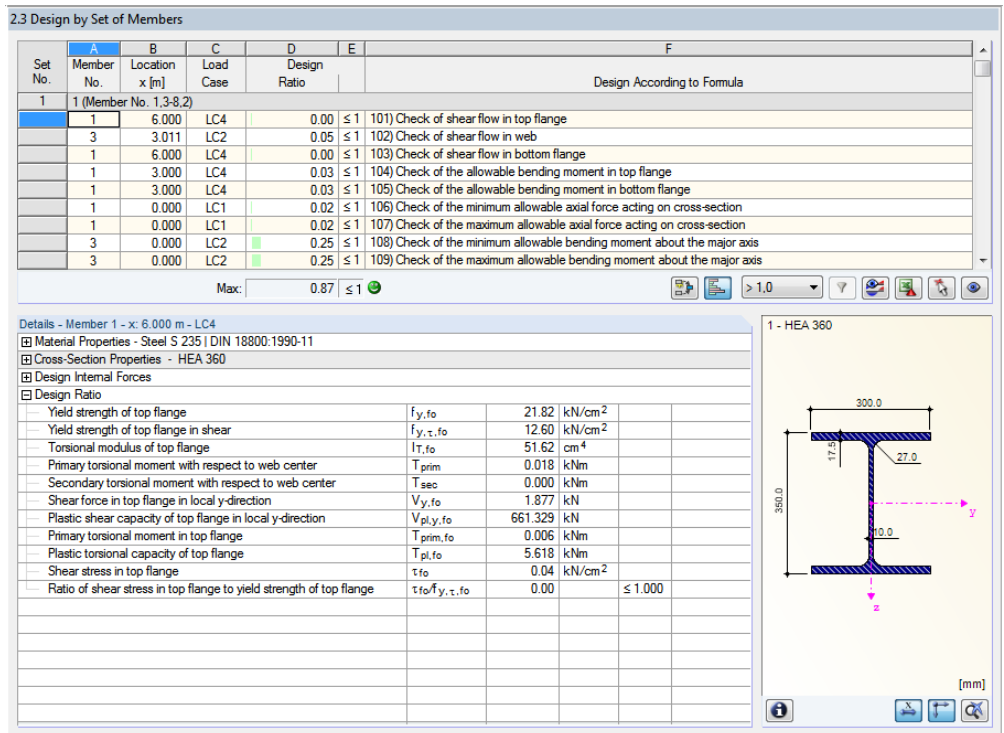 2.3 Design by Set of Members
A B C D E F
Set Member Location Load Design
No. No. x [m] Case Ratio Design According to Formula
1 1 (Member No. 1,3-8,2)
1 6.000 LC4 0.00 ≤ 1 101) Check of shear flow in top flange
3 3.011 LC2 0.05 ≤ 1 102) Check of shear flow in web
1 6.000 LC4 0.00 ≤ 1 103) Check of shear flow in bottom flange
1 3.000 LC4 0.03 ≤ 1 104) Check of the allowable bending moment in top flange
1 3.000 LC4 0.03 ≤ 1 105) Check of the allowable bending moment in bottom flange
1 0.000 LC1 0.02 ≤ 1 106) Check of the minimum allowable axial force acting on cross-section
1 0.000 LC1 0.02 ≤ 1 107) Check of the maximum allowable axial force acting on cross-section
3 0.000 LC2 0.25 ≤ 1 108) Check of the minimum allowable bending moment about the major axis
3 0.000 LC2 0.25 ≤ 1 109) Check of the maximum allowable bending moment about the major axis
Max: 0.87 ≤ 1 > 1,0
Details - Member 1 - x: 6.000 m - LC4
Material Properties - Steel S 235 | DIN 18800:1990-11
Cross-Section Properties - HEA 360
Design Internal Forces
Design Ratio
Yield strength of top flange fy,fo 21.82 kN/cm2
Yield strength of top flange in shear fy,τ,fo 12.60 kN/cm2
Torsional modulus of top flange IT,fo 51.62 cm4
Primary torsional moment with respect to web center Tprim 0.018 kNm
Secondary torsional moment with respect to web center Tsec 0.000 kNm
Shear force in top flange in local y-direction Vy,fo 1.877 kN
Plastic shear capacity of top flange in local y-direction Vpl,y,fo 661.329 kN
Primary torsional moment in top flange Tprim,fo 0.006 kNm
Plastic torsional capacity of top flange Tpl,fo 5.618 kNm
Shear stress in top flange τfo 0.04 kN/cm2
Ratio of shear stress in top flange to yield strength of top flange τfo/fy,τ,fo 0.00 ≤ 1.000
1 - HEA 360
300.0
17.5
27.0
350.0
y
10.0
z
[mm]